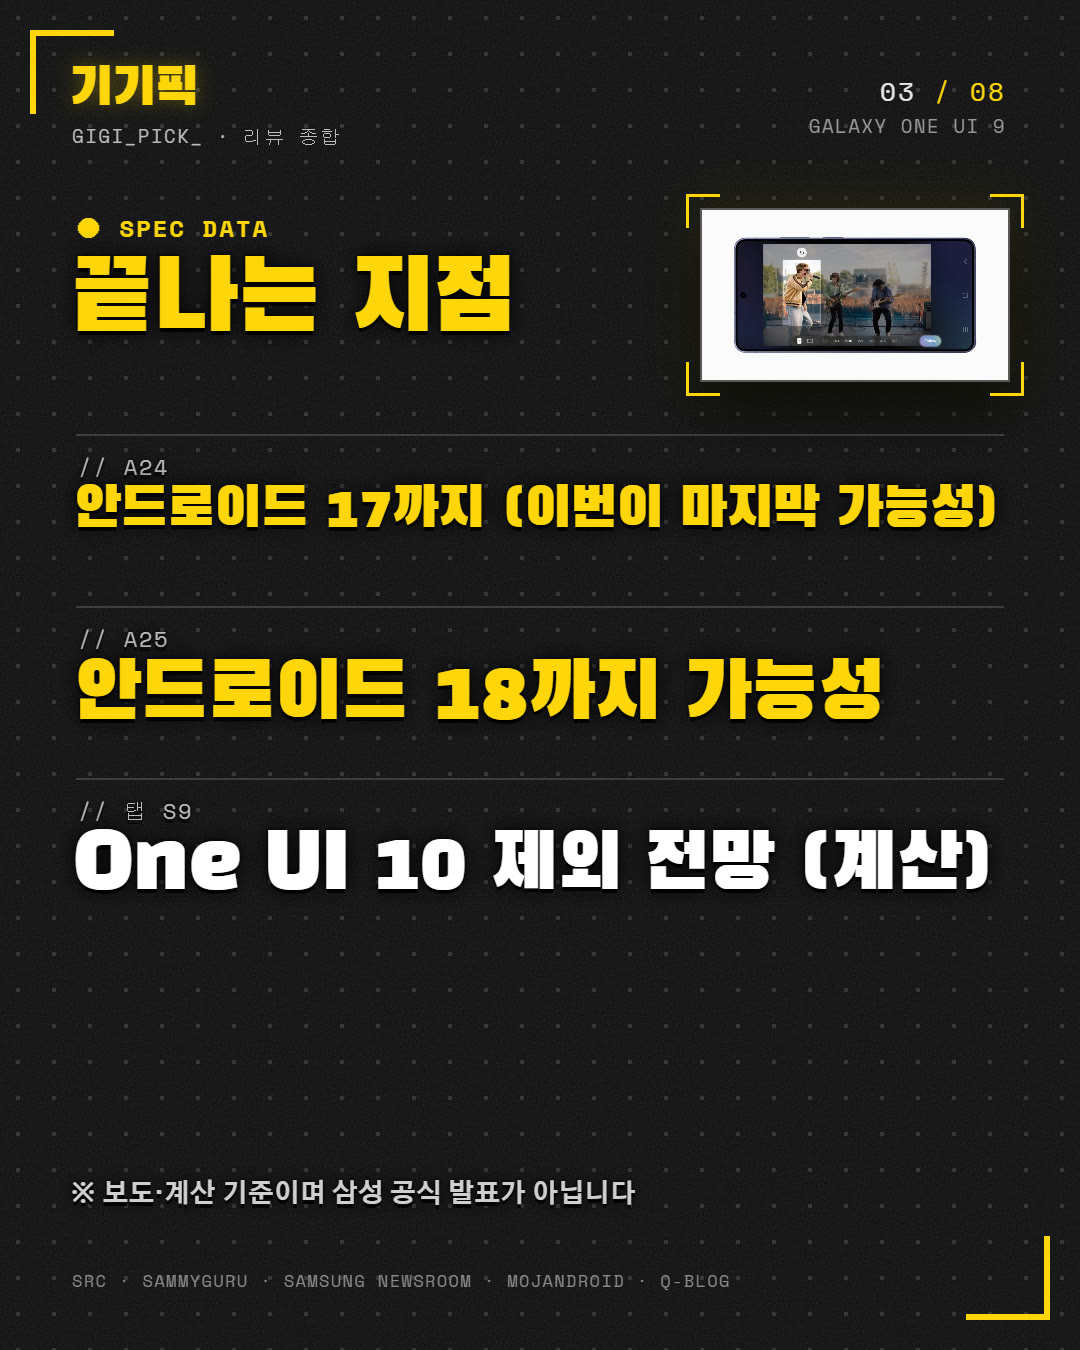 기기픽
GIGI_PICK_ · 리뷰 종합
03 / 08
GALAXY ONE UI 9
SPEC DATA
끝나는 지점
// A24
안드로이드 17까지 (이번이 마지막 가능성)
// A25
안드로이드 18까지 가능성
// 탭 S9
One UI 10 제외 전망 (계산)
※ 보도·계산 기준이며 삼성 공식 발표가 아닙니다
SRC · SAMMYGURU · SAMSUNG NEWSROOM · MOJANDROID · Q-BLOG